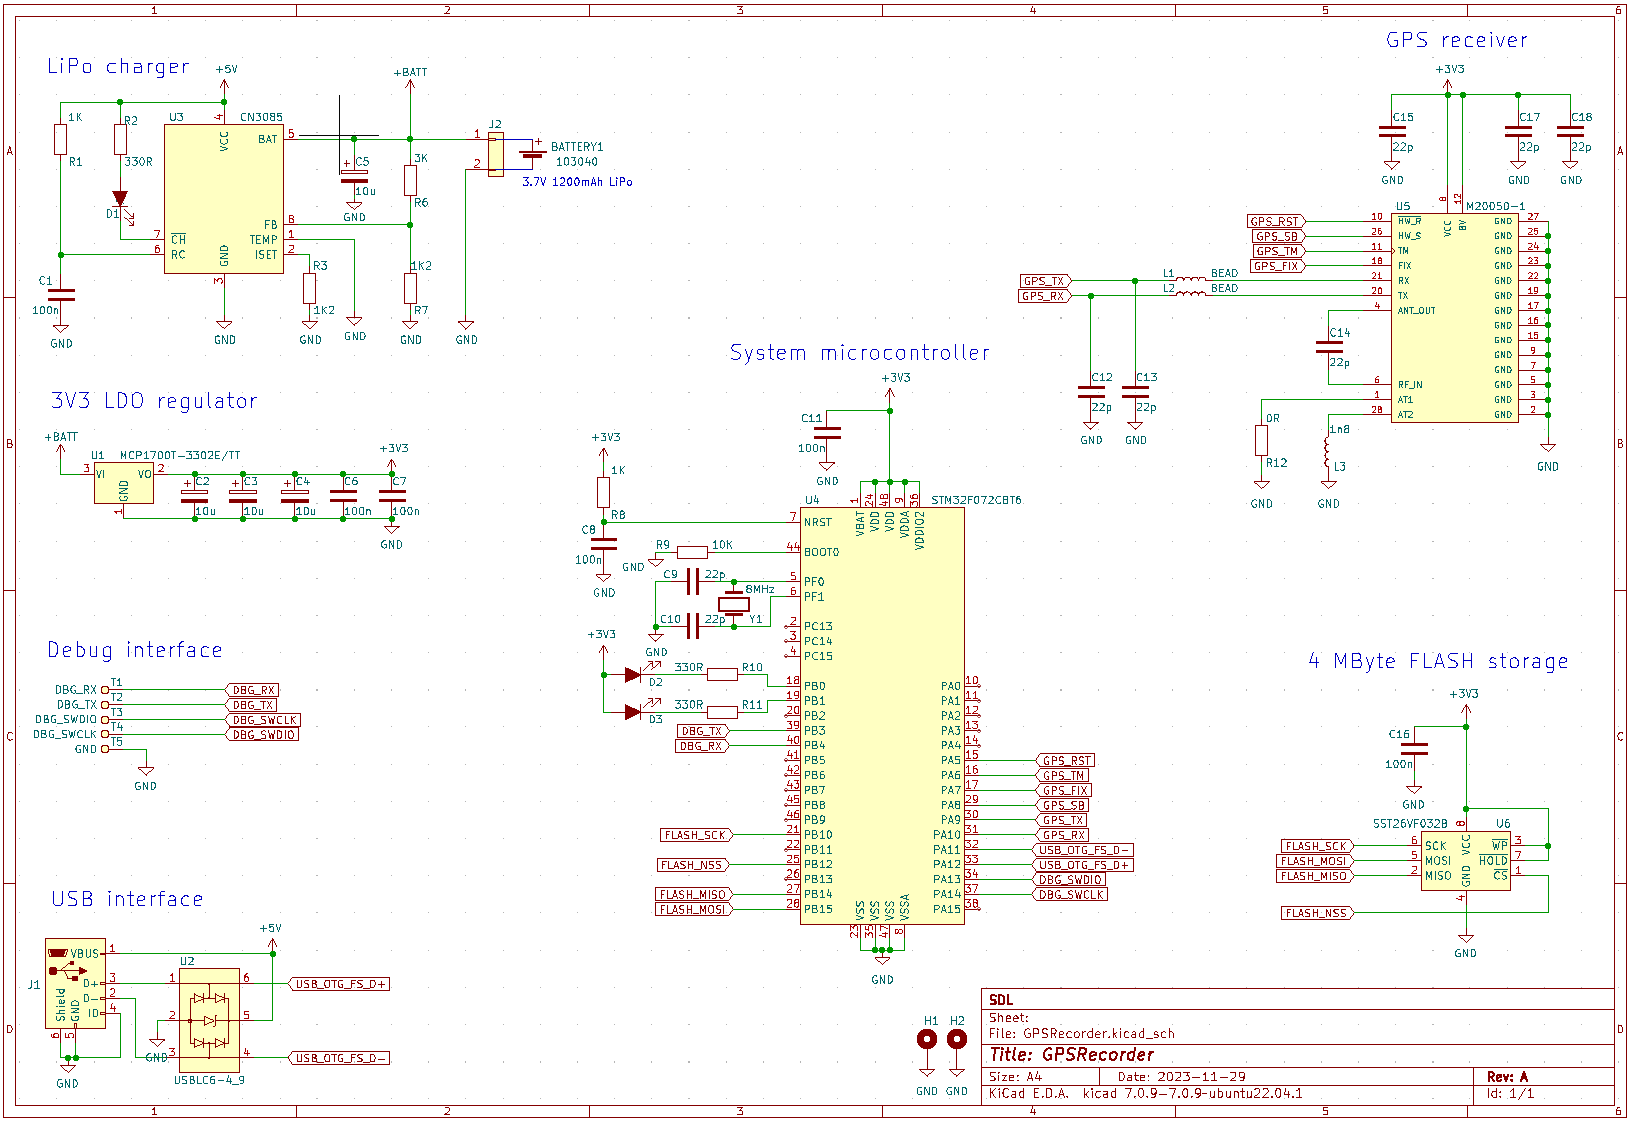 1 2 3 4 5 6
A
B
C
D
LiPo charger
+5V
+BATT
1K
R1
R2
330R
D1
C1
100n
GND
U3
CN3085
VCC
4
BAT 5
FB 8
TEMP 1
ISET 2
7 CH
6 RC
GND
3
GND
R3
1K2
GND
GND
C5
10u
GND
3K
R6
1K2
R7
GND
J2
1
2
GND
BATTERY1
103040
3.7V 1200mAh LiPo
3V3 LDO regulator
+BATT
U1 MCP1700T-3302E/TT
3 VI VO 2
GND
1
+3V3
C2 C3 C4 C6 C7
10u 10u 10u 100n 100n
GND
Debug interface
DBG_RX T1 DBG_RX
DBG_TX T2 DBG_TX
DBG_SWDIO T3 DBG_SWCLK
DBG_SWCLK T4 DBG_SWDIO
GND T5
GND
USB interface
J1
VBUS 1
D+ 3
D- 2
ID 4
Shield
GND
6 5
GND
+5V
U2
1 6
2 5
3 4
GND
USBLC6-4_9
USB_OTG_FS_D+
USB_OTG_FS_D-
System microcontroller
+3V3
C11
100n
GND
+3V3
1K
R8
C8
100n
GND
R9 10K
GND
C9 22p
C10 22p
8MHz
Y1
GND
+3V3
D2
330R R10
D3
330R R11
U4
STM32F072CBT6
1 24 48 9 36
VBAT VDD VDD VDDA VDDIO2
7 NRST
44 BOOT0
5 PF0
6 PF1
2 PC13
3 PC14
4 PC15
18 PB0
19 PB1
20 PB2
DBG_TX 39 PB3
DBG_RX 40 PB4
41 PB5
42 PB6
43 PB7
45 PB8
46 PB9
FLASH_SCK 21 PB10
22 PB11
FLASH_NSS 25 PB12
26 PB13
FLASH_MISO 27 PB14
FLASH_MOSI 28 PB15
PA0 10
PA1 11
PA2 12
PA3 13
PA4 14
PA5 15 GPS_RST
PA6 16 GPS_TM
PA7 17 GPS_FIX
PA8 29 GPS_SB
PA9 30 GPS_TX
PA10 31 GPS_RX
PA11 32 USB_OTG_FS_D-
PA12 33 USB_OTG_FS_D+
PA13 34 DBG_SWDIO
PA14 37 DBG_SWCLK
PA15 38
VSS VSS VSS VSSA
23 35 47 8
GND
GPS receiver
+3V3
C15
22p
GND
C17
22p
GND
C18
22p
GND
U5
M20050-1
8 12
VCC BV
GPS_RST 10 HW_R
GPS_SB 26 HW_S
GPS_TM 11 TM
GPS_FIX 18 FIX
GPS_TX L1 BEAD 21 RX
GPS_RX L2 BEAD 20 TX
4 ANT_OUT
6 RF_IN
1 AT1
28 AT2
GND 27
GND 25
GND 24
GND 23
GND 22
GND 19
GND 17
GND 16
GND 15
GND 9
GND 7
GND 5
GND 3
GND 2
GND
C14
22p
C12
22p
GND
C13
22p
GND
0R
R12
GND
1n8
L3
GND
4 MByte FLASH storage
+3V3
C16
100n
GND
SST26VF032B
U6
8
FLASH_SCK 6 SCK VCC WP 3
FLASH_MOSI 5 MOSI HOLD 7
FLASH_MISO 2 MISO GND CS 1
4
FLASH_NSS
GND
H1 H2
GND GND
SDL
Sheet:
File: GPSRecorder.kicad_sch
Title: GPSRecorder
Size: A4 Date: 2023-11-29 Rev: A
KiCad E.D.A. kicad 7.0.9-7.0.9~ubuntu22.04.1 Id: 1/1
1 2 3 4 5 6
A
B
C
D